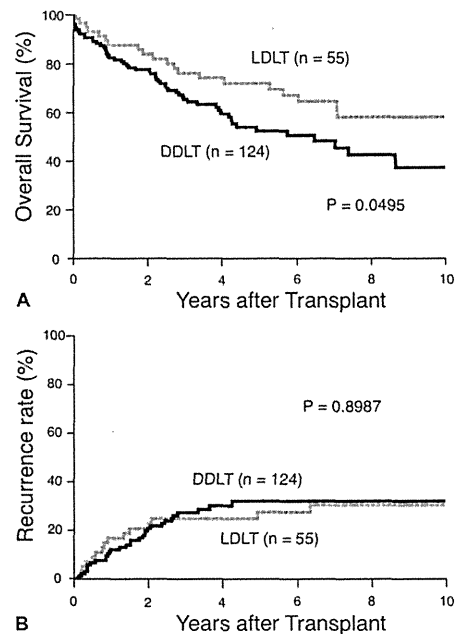 Overall Survival (%)
100
80
60
40
20
0
LDLT (n = 55)
DDLT (n = 124)
P = 0.0495
0 2 4 6 8 10
A
Years after Transplant
Recurrence rate (%)
100
80
60
40
20
0
P = 0.8987
DDLT (n = 124)
LDLT (n = 55)
0 2 4 6 8 10
B
Years after Transplant